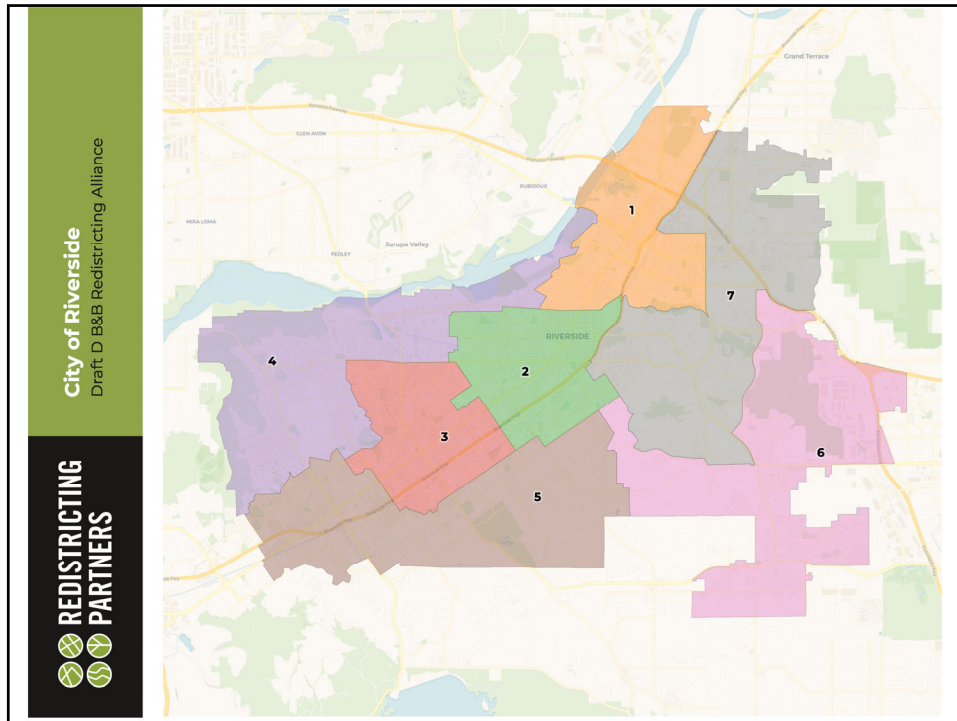 City of Riverside
Draft D B&B Redistricting Alliance
REDISTRICTING
PARTNERS
Grand Terrace
GLEN AVON
RUBIDOUX
MIRA LOMA
Jurupa Valley
PEDLEY
RIVERSIDE
1
2
3
4
5
6
7